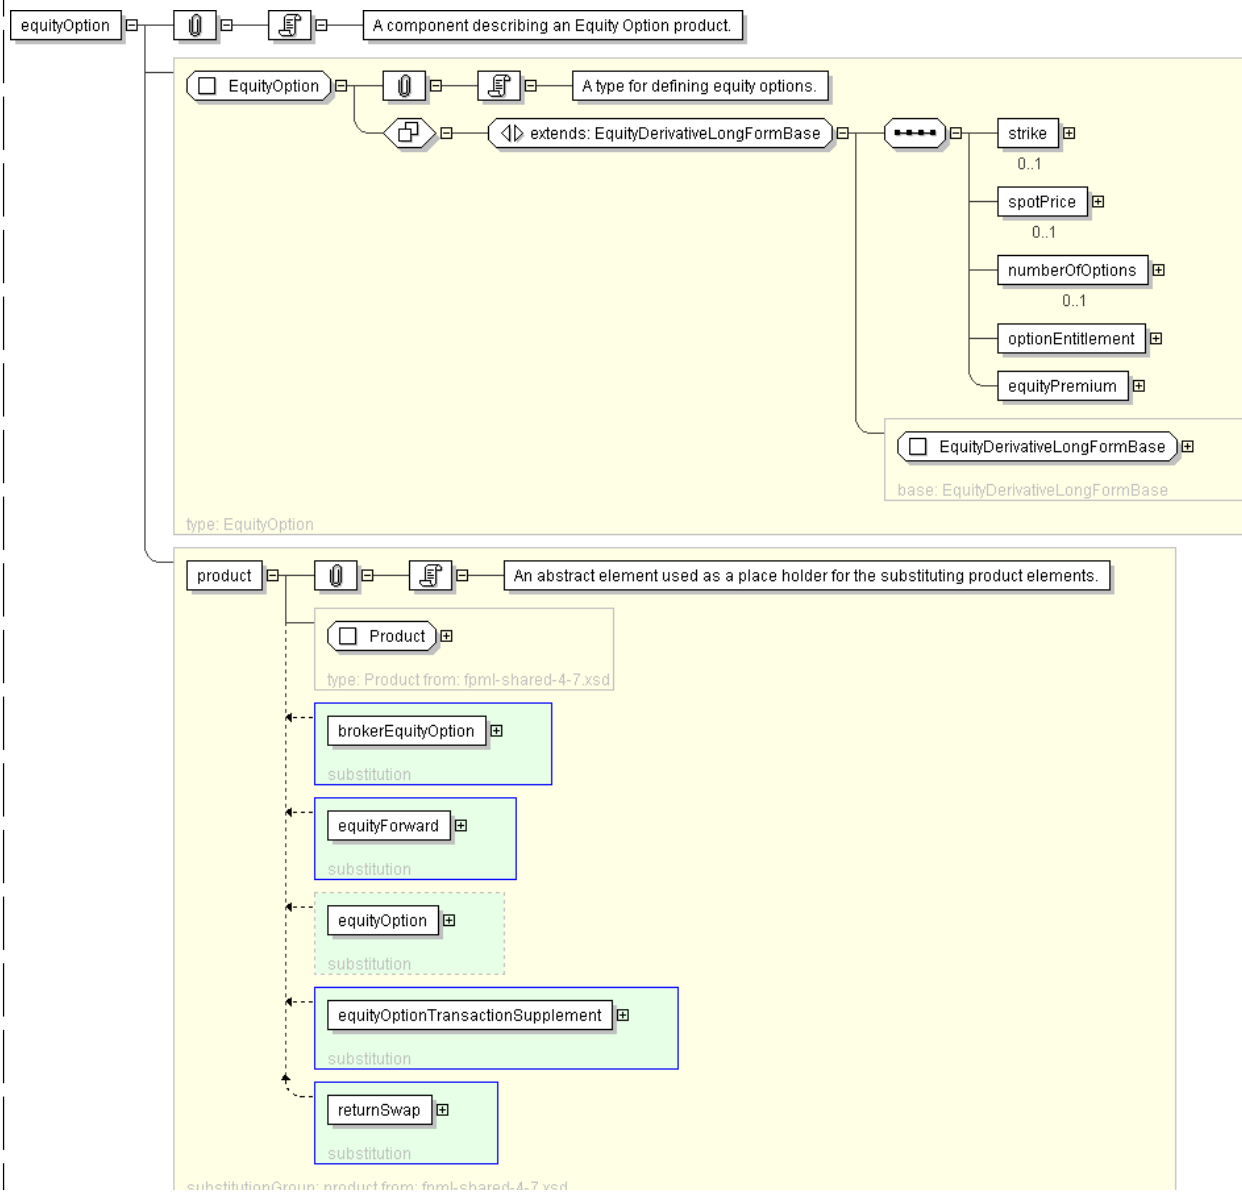 equityOption
A component describing an Equity Option product.
EquityOption
A type for defining equity options.
extends: EquityDerivativeLongFormBase
strike
0..1
spotPrice
0..1
numberOfOptions
0..1
optionEntitlement
equityPremium
EquityDerivativeLongFormBase
base: EquityDerivativeLongFormBase
type: EquityOption
product
An abstract element used as a place holder for the substituting product elements.
Product
type: Product from: fpml-shared-4-7.xsd
brokerEquityOption
substitution
equityForward
substitution
equityOption
substitution
equityOptionTransactionSupplement
substitution
returnSwap
substitution
substitutionGroup: product from: fpml-shared-4-7.xsd